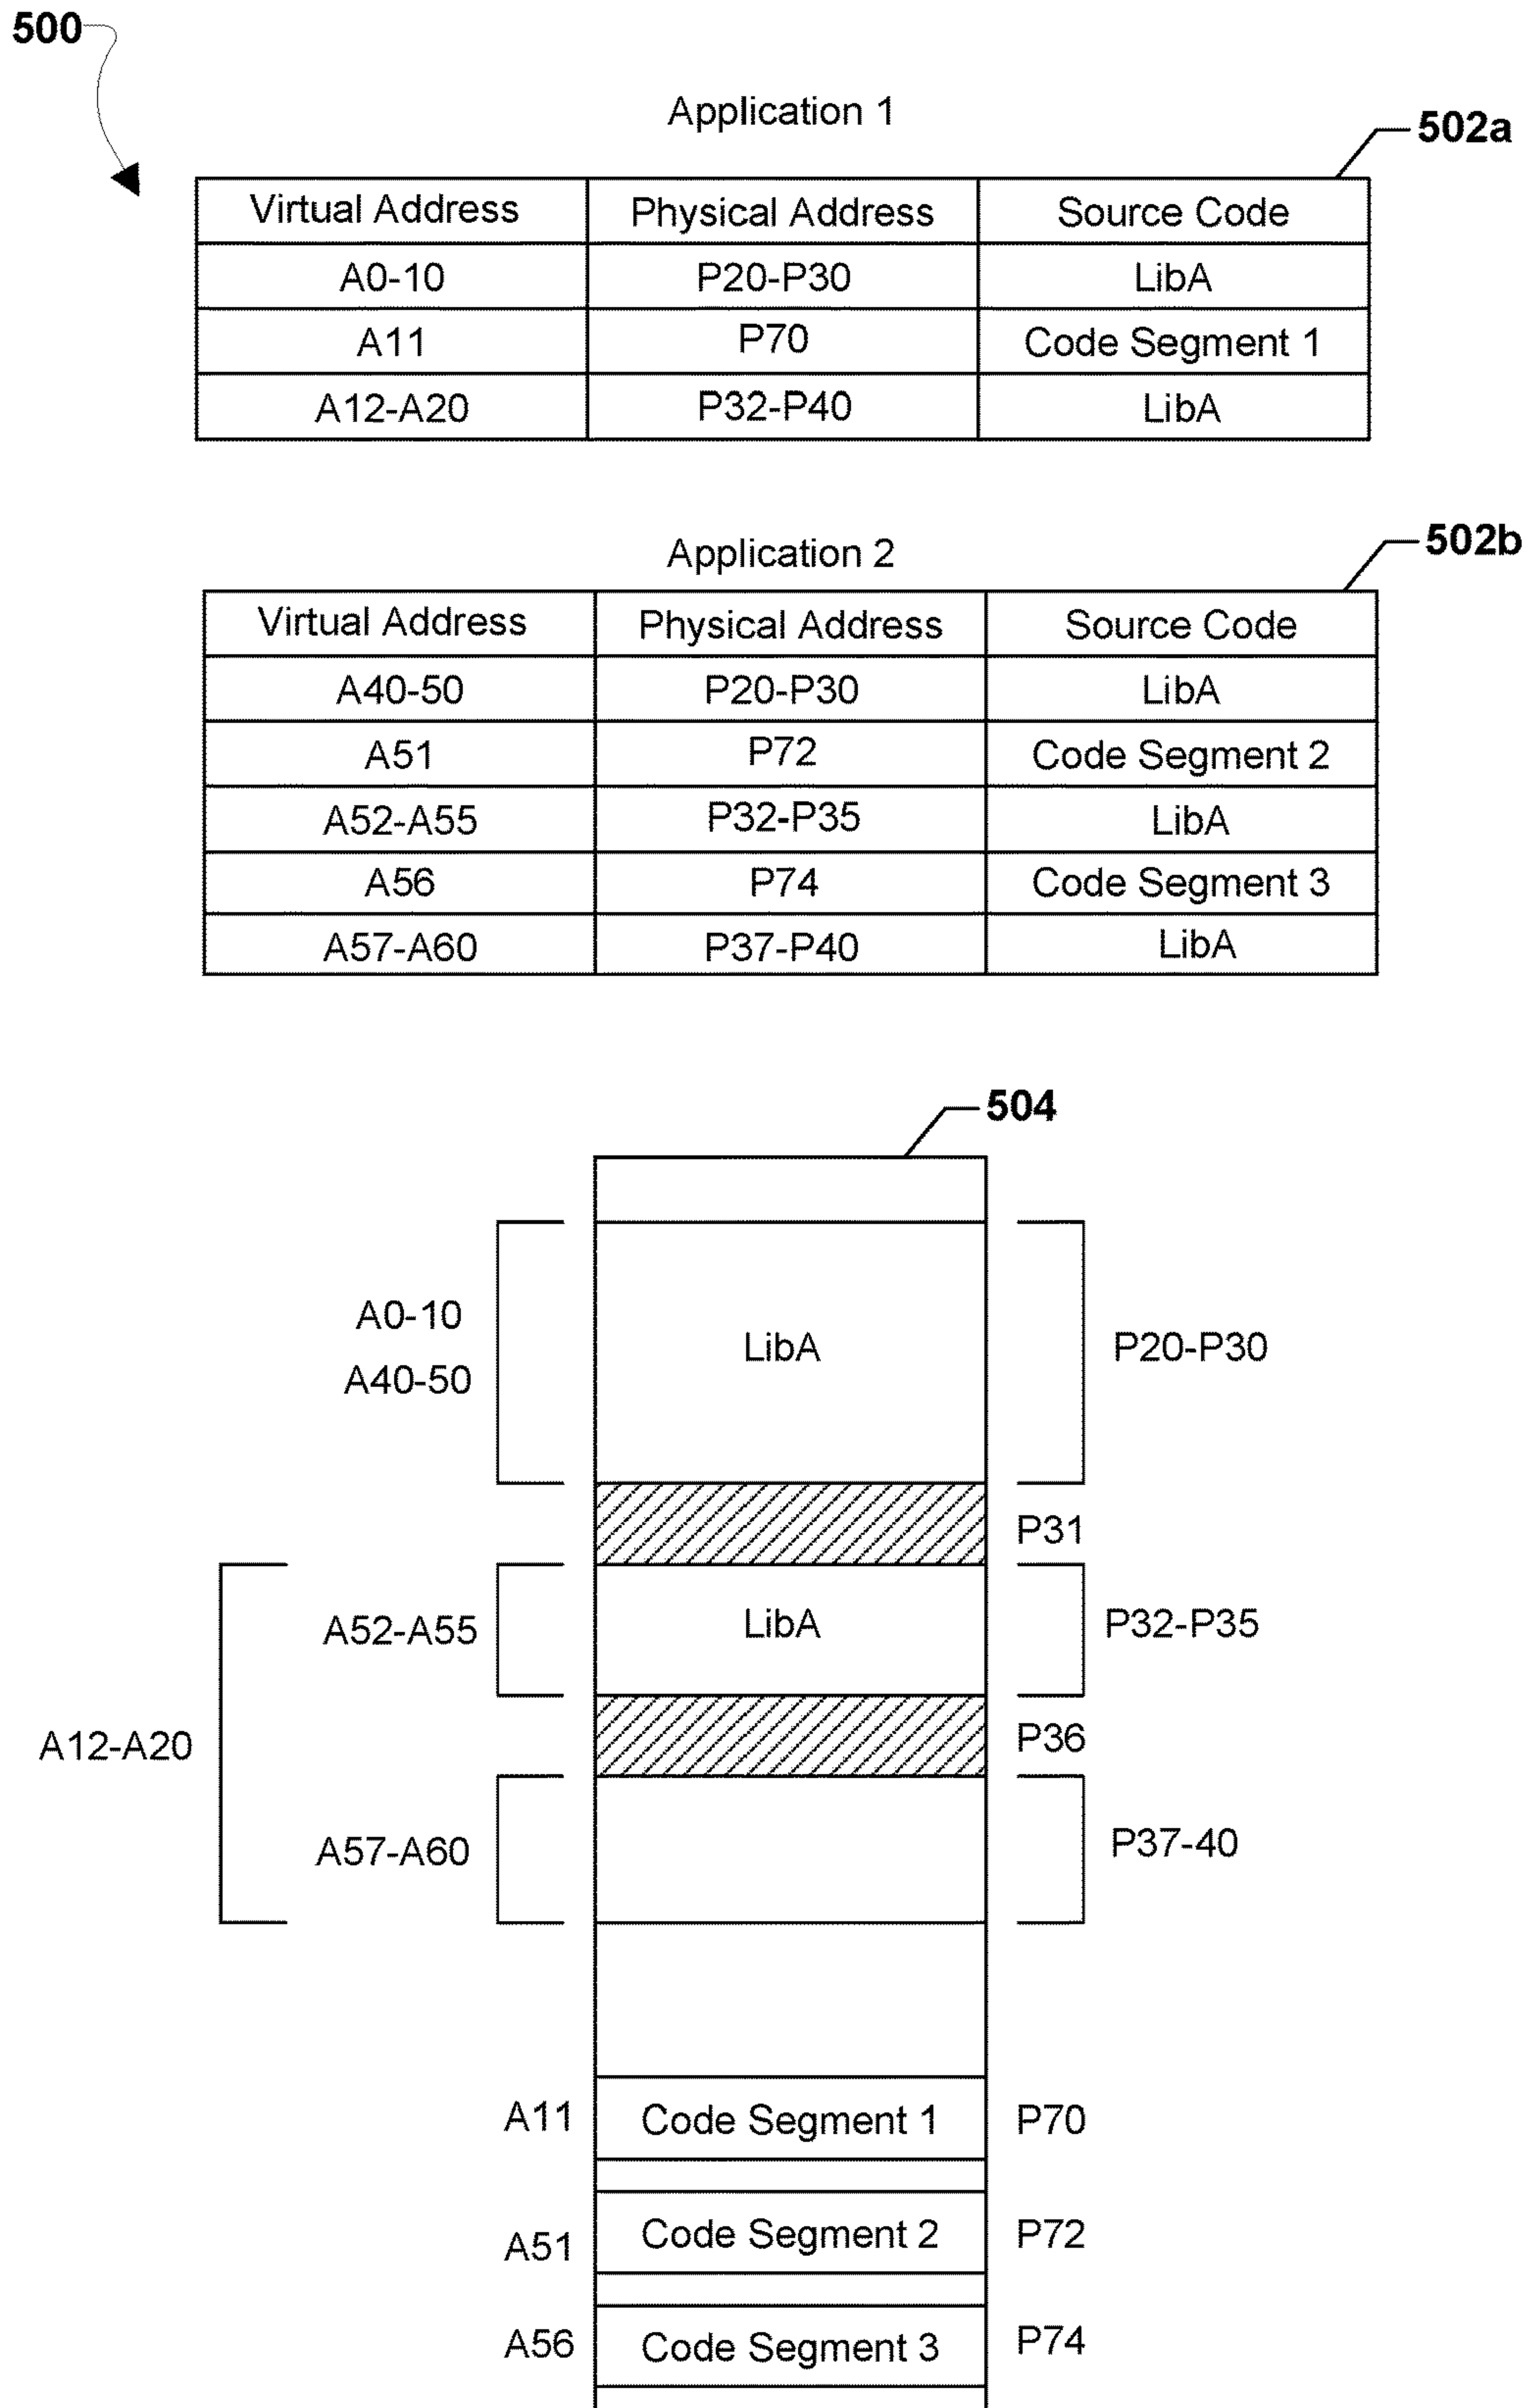 500
Application 1
502a
Virtual Address Physical Address Source Code
A0-10 P20-P30 LibA
A11 P70 Code Segment 1
A12-A20 P32-P40 LibA
Application 2
502b
Virtual Address Physical Address Source Code
A40-50 P20-P30 LibA
A51 P72 Code Segment 2
A52-A55 P32-P35 LibA
A56 P74 Code Segment 3
A57-A60 P37-P40 LibA
504
A0-10
A40-50
LibA
P20-P30
P31
A52-A55
LibA
P32-P35
A12-A20
P36
A57-A60
P37-40
A11 Code Segment 1 P70
A51 Code Segment 2 P72
A56 Code Segment 3 P74